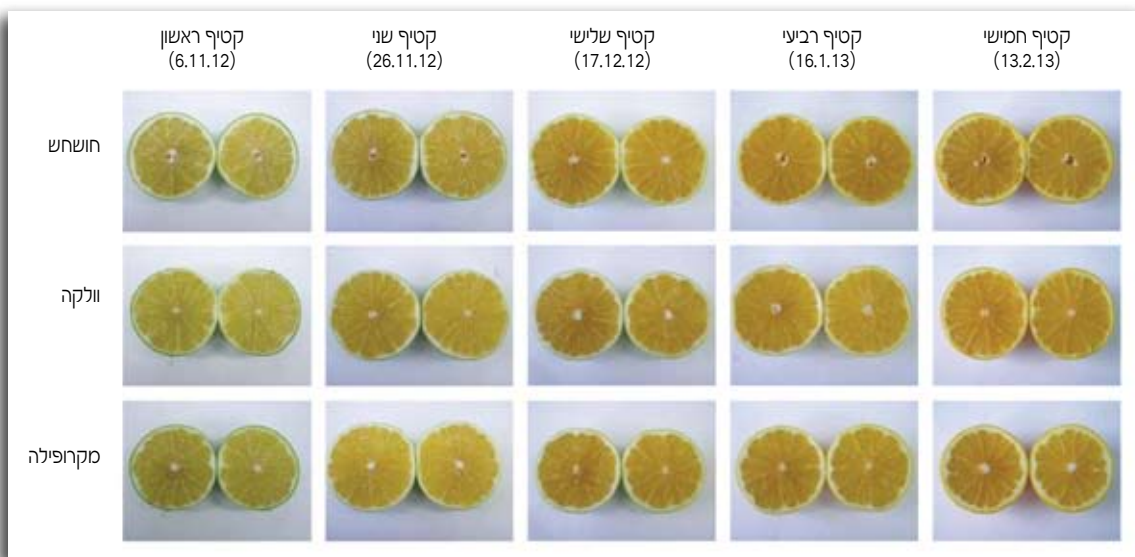 קטיף ראשון
(6.11.12)
קטיף שני
(26.11.12)
קטיף שלישי
(17.12.12)
קטיף רביעי
(16.1.13)
קטיף חמישי
(13.2.13)
חושחש
וולקה
מקרופילה